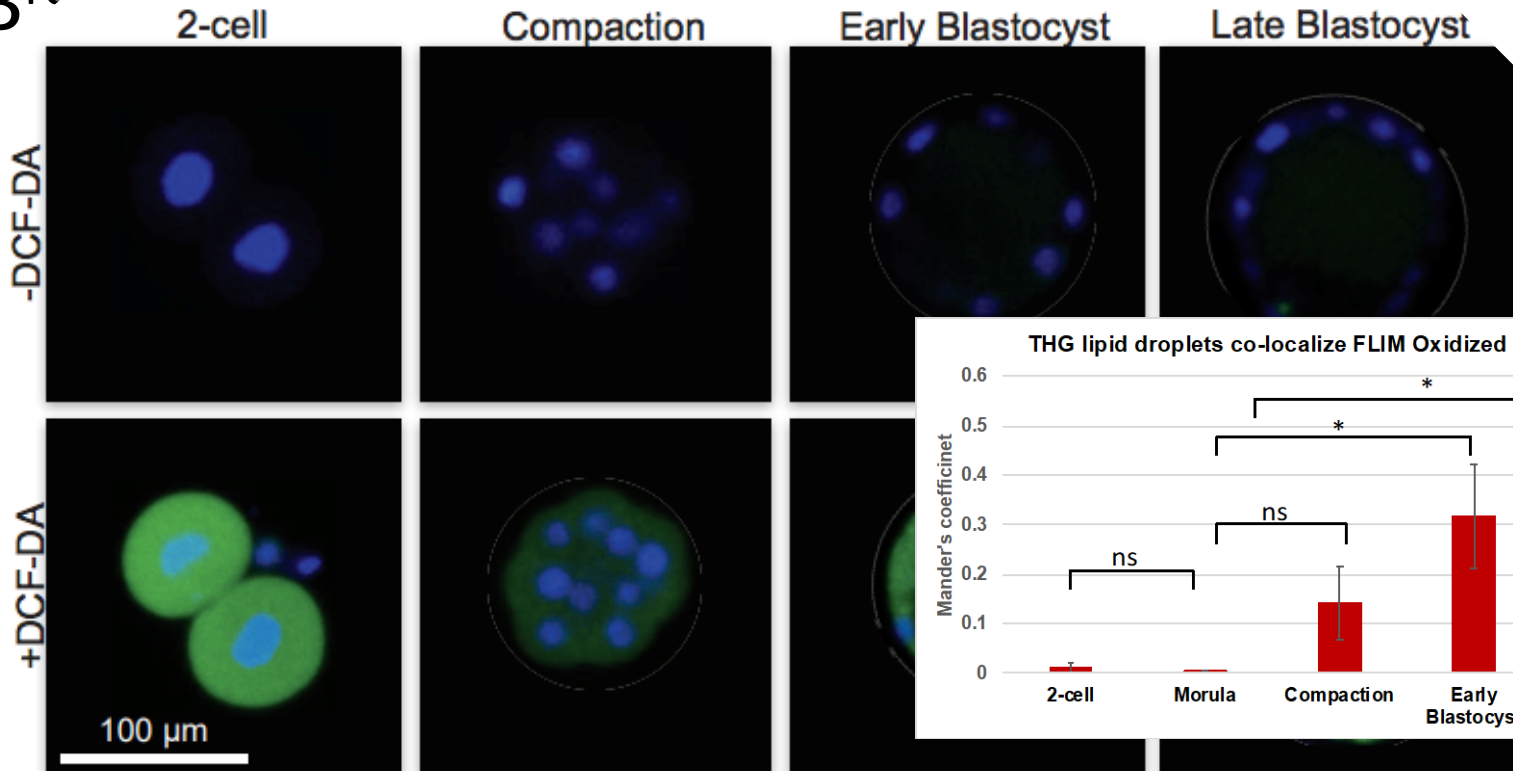 2-cell
Compaction
Early Blastocyst
Late Blastocyst
-DCF-DA
+DCF-DA
100 µm
THG lipid droplets co-localize FLIM Oxidized
Mander's coefficinet
0.6
0.5
0.4
0.3
0.2
0.1
0
*
*
ns
ns
2-cell
Morula
Compaction
Early
Blastocys